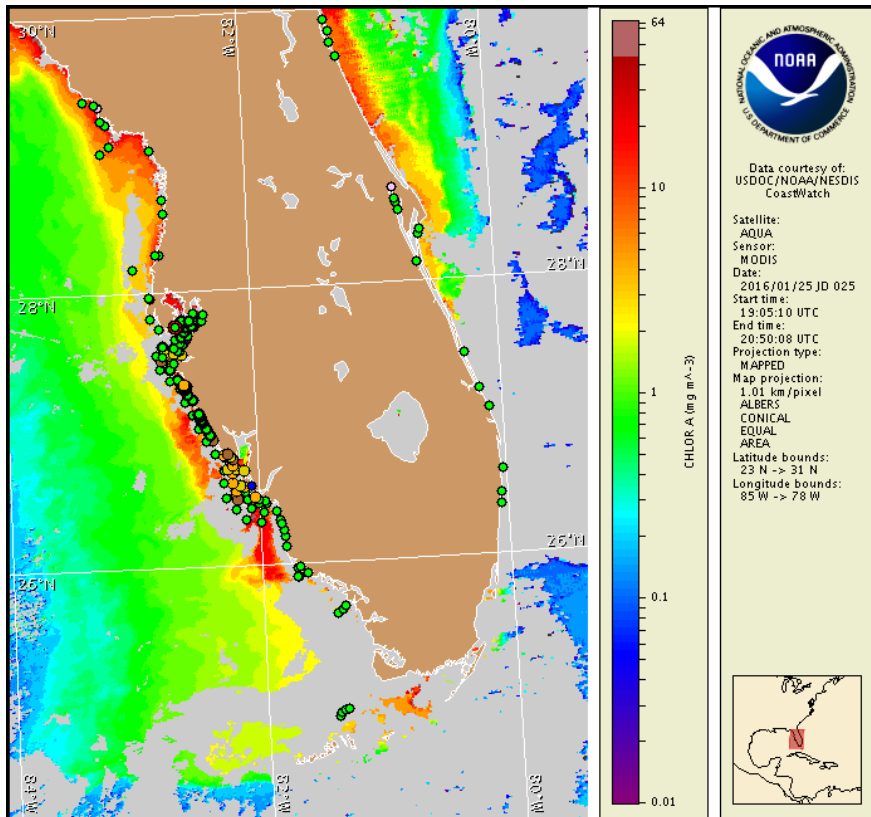 30°N
82°W
80°W
28°N
28°N
26°N
26°N
84°W
82°W
80°W
64
10
1
0.1
0.01
CHLOR A (mg m^-3)
NATIONAL OCEANIC AND ATMOSPHERIC ADMINISTRATION
NOAA
U.S. DEPARTMENT OF COMMERCE
Data courtesy of:
USDOC/NOAA/NESDIS
CoastWatch
Satellite:
AQUA
Sensor:
MODIS
Date:
2016/01/25 JD 025
Start time:
19:05:10 UTC
End time:
20:50:08 UTC
Projection type:
MAPPED
Map projection:
1.01 km/pixel
ALBERS
CONICAL
EQUAL
AREA
Latitude bounds:
23 N -> 31 N
Longitude bounds:
85 W -> 78 W